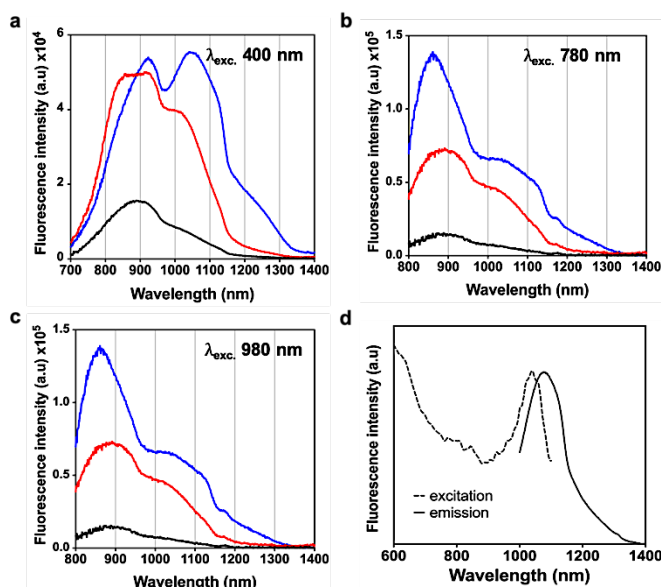 a
λexc. 400 nm
Fluorescence intensity (a.u) x10⁴
6
4
2
0
700 800 900 1000 1100 1200 1300 1400
Wavelength (nm)
b
λexc. 780 nm
Fluorescence intensity (a.u) x10⁵
1.5
1.0
0.5
0.0
800 900 1000 1100 1200 1300 1400
Wavelength (nm)
c
λexc. 980 nm
Fluorescence intensity (a.u) x10⁵
1.5
1.0
0.5
0.0
800 900 1000 1100 1200 1300 1400
Wavelength (nm)
d
Fluorescence intensity (a.u)
excitation
emission
600 800 1000 1200 1400
Wavelength (nm)